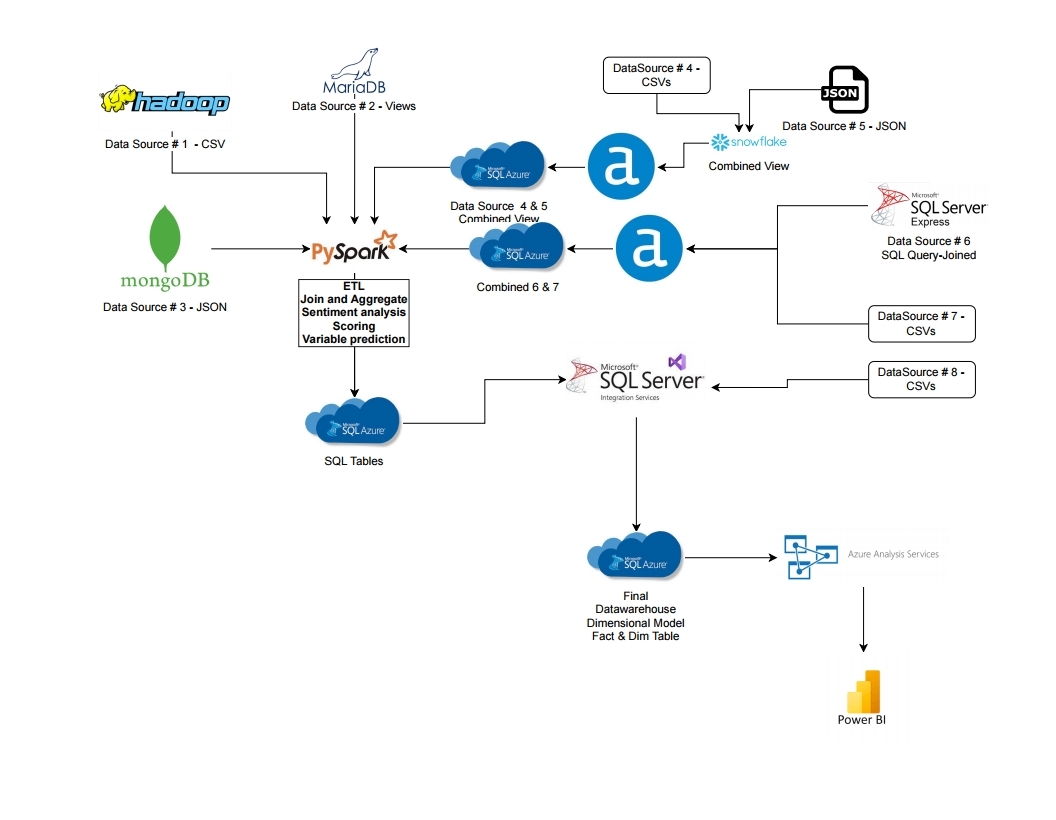 hadoop
Data Source # 1 - CSV
MariaDB
Data Source # 2 - Views
DataSource # 4 -
CSVs
JSON
Data Source # 5 - JSON
snowflake
Combined View
a
Microsoft®
SQL Azure™
Data Source 4 & 5
Combined View
Microsoft®
SQL Server®
Express
Data Source # 6
SQL Query-Joined
mongoDB
Data Source # 3 - JSON
PySpark
Microsoft®
SQL Azure™
Combined 6 & 7
a
ETL
Join and Aggregate
Sentiment analysis
Scoring
Variable prediction
DataSource # 7 -
CSVs
Microsoft®
SQL Server®
Integration Services
DataSource # 8 -
CSVs
Microsoft®
SQL Azure™
SQL Tables
Microsoft®
SQL Azure™
Final
Datawarehouse
Dimensional Model
Fact & Dim Table
Azure Analysis Services
Power BI